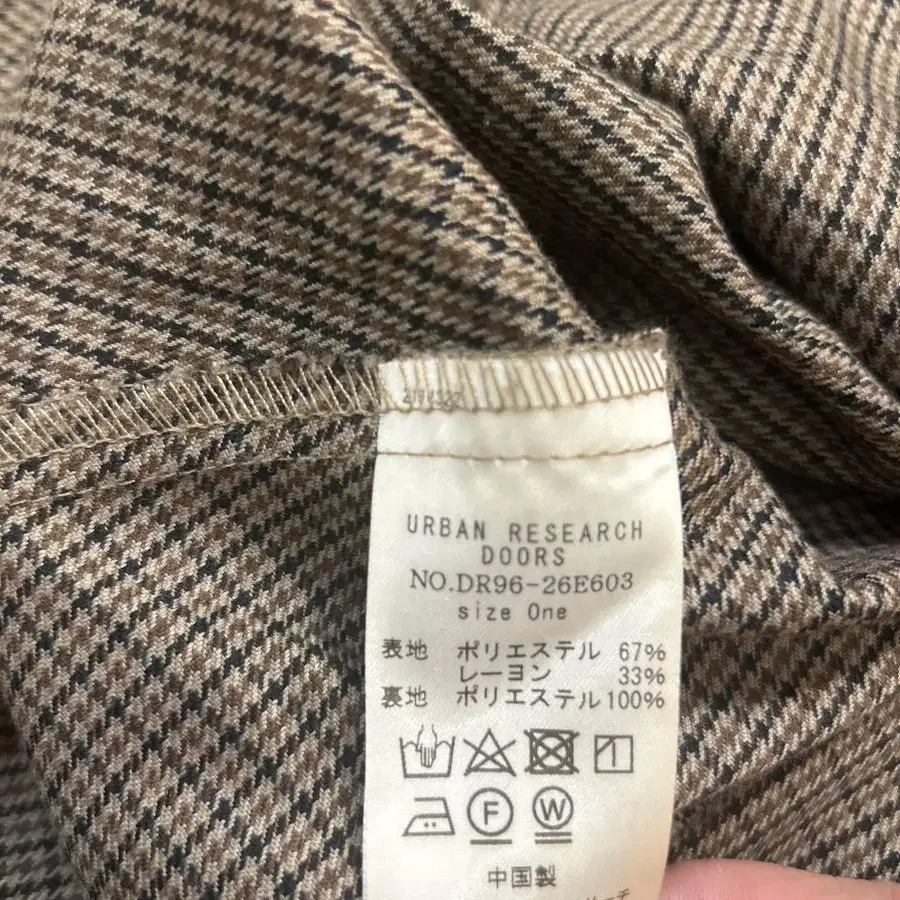 URBAN RESEARCH
DOORS
NO.DR96-26E603
size One
表地 ポリエステル 67%
レーヨン 33%
裏地 ポリエステル 100%
F W
中国製